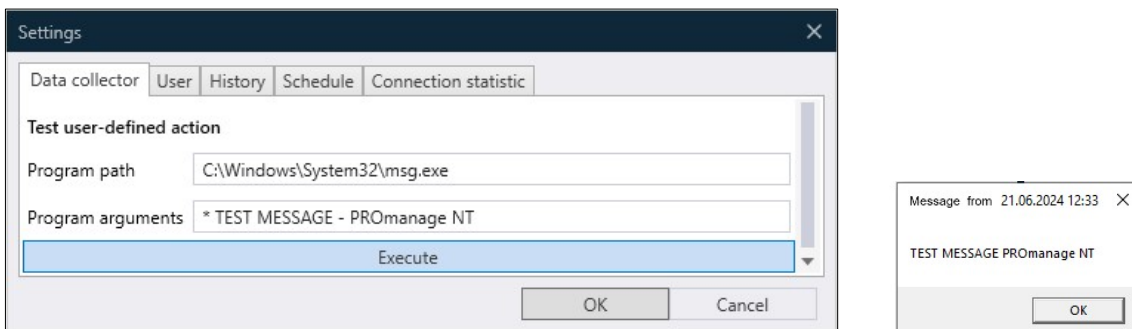 Settings
Data collector User History Schedule Connection statistic
Test user-defined action
Program path C:\Windows\System32\msg.exe
Program arguments * TEST MESSAGE - PROmanage NT
Execute
OK Cancel
Message from 21.06.2024 12:33
TEST MESSAGE PROmanage NT
OK